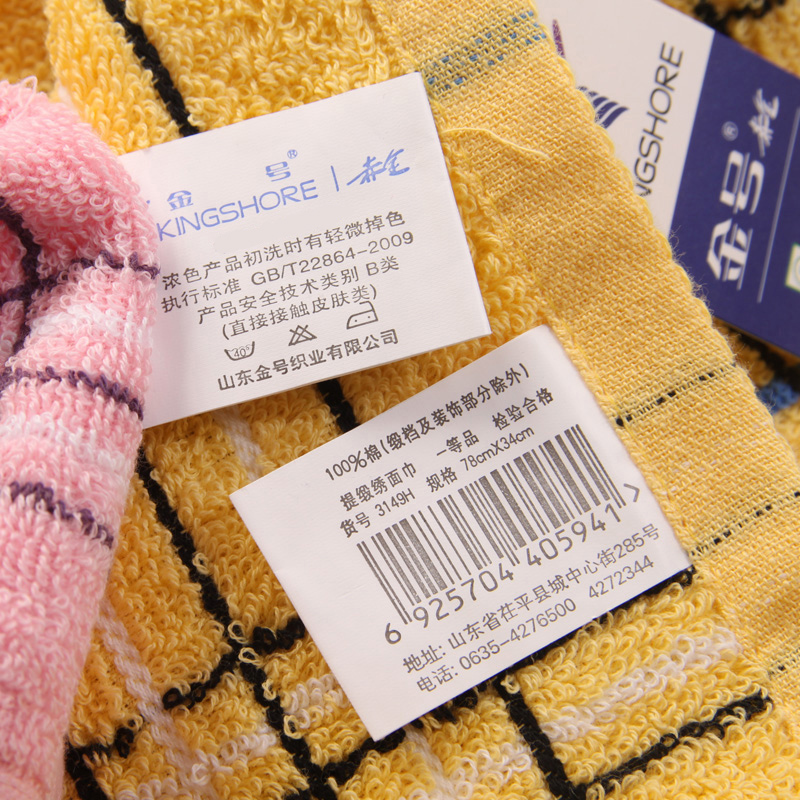 金 号®
KINGSHORE | 赤金
浓色产品初洗时有轻微掉色
执行标准 GB/T22864-2009
产品安全技术类别 B类
(直接接触皮肤类)
40°
山东金号织业有限公司
100%棉(缎档及装饰部分除外)
提缎绣面巾 一等品 检验合格
货号 3149H 规格 78cmX34cm
6 925704 405941 >
地址: 山东省茌平县城中心街285号
电话: 0635-4276500 4272344
NGSHORE
金号®